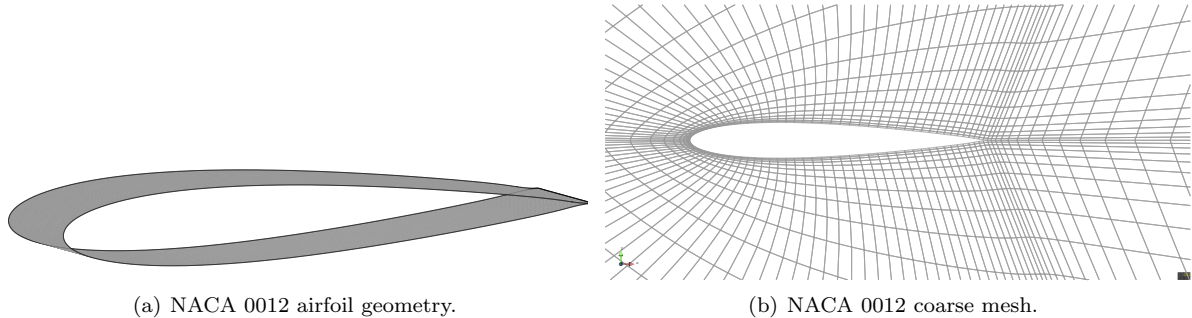 (a) NACA 0012 airfoil geometry.
(b) NACA 0012 coarse mesh.